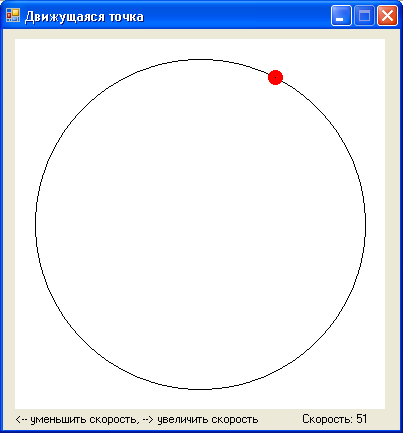 Движущаяся точка
<-- уменьшить скорость, --> увеличить скорость Скорость: 51